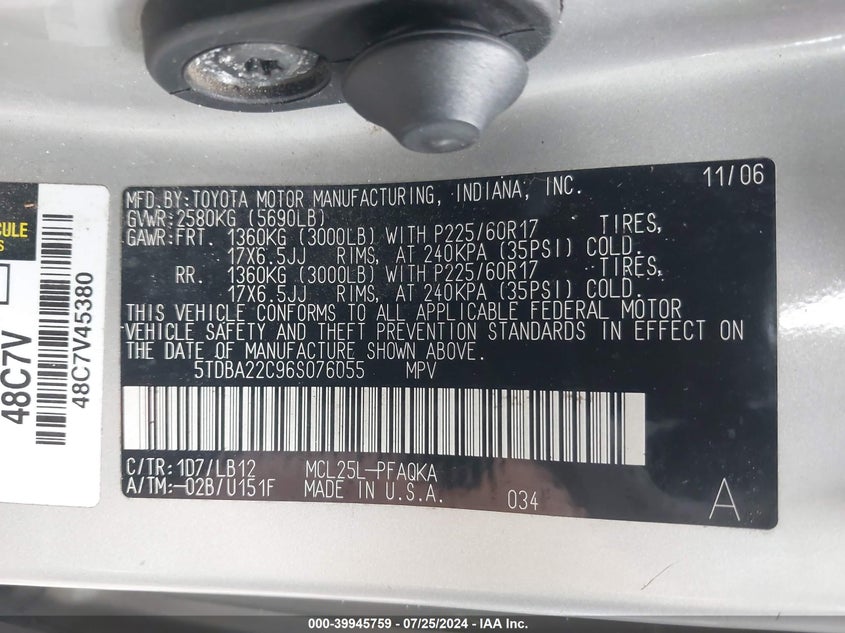 MFD. BY: TOYOTA MOTOR MANUFACTURING, INDIANA, INC. 11/06
GVWR: 2580KG (5690LB)
GAWR: FRT. 1360KG (3000LB) WITH P225/60R17 TIRES,
17X6.5JJ RIMS, AT 240KPA (35PSI) COLD.
RR. 1360KG (3000LB) WITH P225/60R17 TIRES,
17X6.5JJ RIMS, AT 240KPA (35PSI) COLD.
THIS VEHICLE CONFORMS TO ALL APPLICABLE FEDERAL MOTOR
VEHICLE SAFETY AND THEFT PREVENTION STANDARDS IN EFFECT ON
THE DATE OF MANUFACTURE SHOWN ABOVE.
5TDBA22C96S076055 MPV
C/TR: 1D7/LB12 MCL25L-PFAQKA
A/TM: -02B/U151F MADE IN U.S.A. 034 A
48C7V
48C7V45380
000-39945759 - 07/25/2024 - IAA Inc.